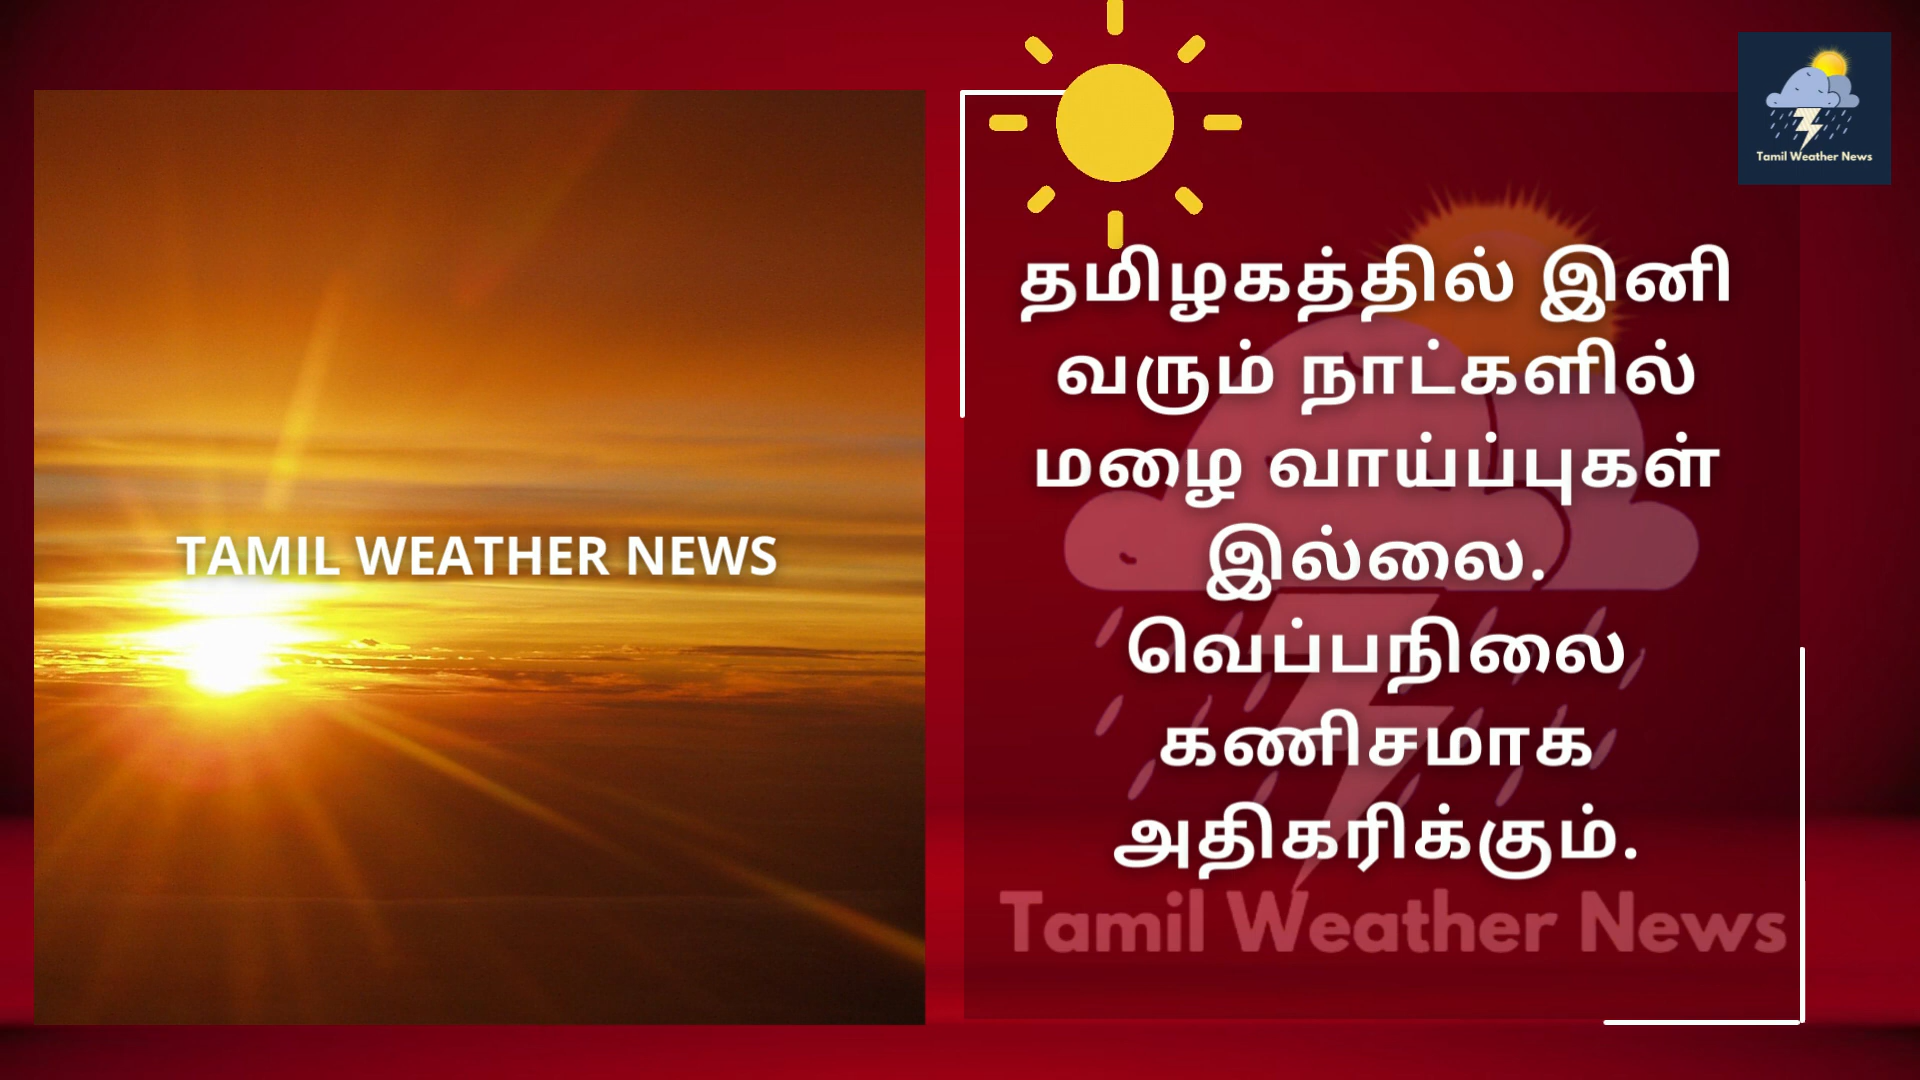 Tamil Weather News
TAMIL WEATHER NEWS
தமிழகத்தில் இனி
வரும் நாட்களில்
மழை வாய்ப்புகள்
இல்லை.
வெப்பநிலை
கணிசமாக
அதிகரிக்கும்.
Tamil Weather News